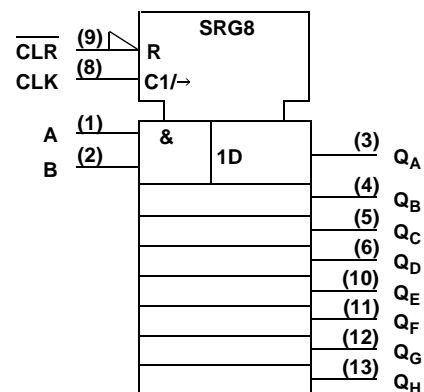 SRG8
CLR (9) R
CLK (8) C1/→
A (1) & 1D (3) QA
B (2)
(4) QB
(5) QC
(6) QD
(10) QE
(11) QF
(12) QG
(13) QH